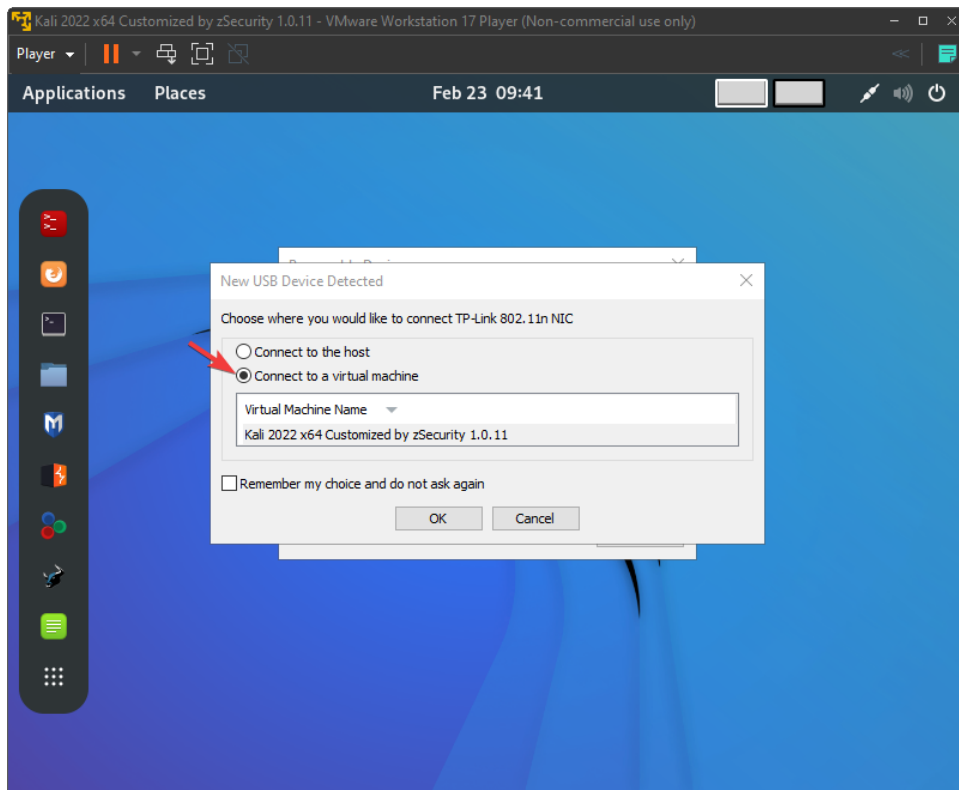 Kali 2022 x64 Customized by zSecurity 1.0.11 - VMware Workstation 17 Player (Non-commercial use only)
Player
Applications Places Feb 23 09:41
New USB Device Detected
Choose where you would like to connect TP-Link 802.11n NIC
Connect to the host
Connect to a virtual machine
Virtual Machine Name
Kali 2022 x64 Customized by zSecurity 1.0.11
Remember my choice and do not ask again
OK Cancel